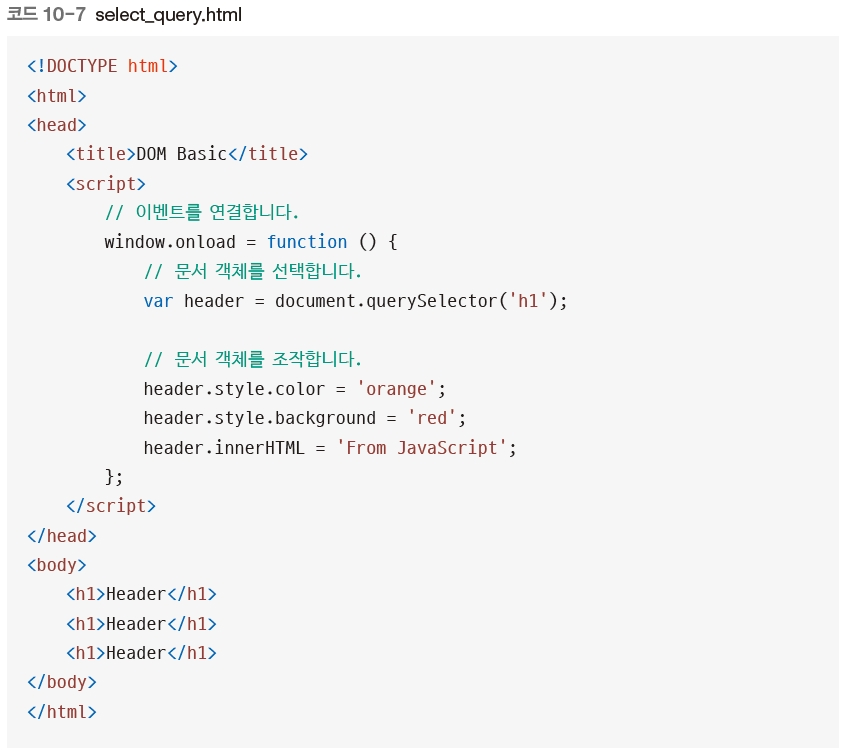 코드 10-7 select_query.html
<!DOCTYPE html>
<html>
<head>
    <title>DOM Basic</title>
    <script>
        // 이벤트를 연결합니다.
        window.onload = function () {
            // 문서 객체를 선택합니다.
            var header = document.querySelector('h1');

            // 문서 객체를 조작합니다.
            header.style.color = 'orange';
            header.style.background = 'red';
            header.innerHTML = 'From JavaScript';
        };
    </script>
</head>
<body>
    <h1>Header</h1>
    <h1>Header</h1>
    <h1>Header</h1>
</body>
</html>